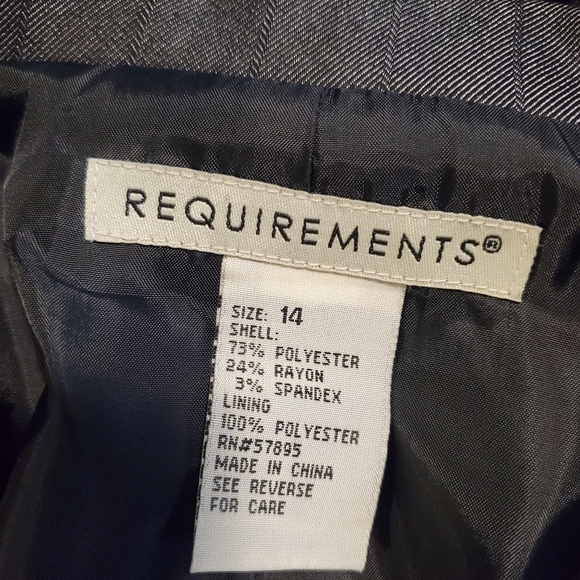 REQUIREMENTS®
SIZE: 14
SHELL:
73% POLYESTER
24% RAYON
3% SPANDEX
LINING
100% POLYESTER
RN#57895
MADE IN CHINA
SEE REVERSE
FOR CARE